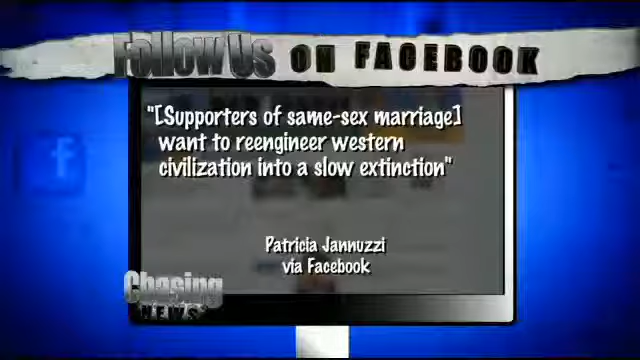 Follow Us ON FACEBOOK
"[Supporters of same-sex marriage]
want to reengineer western
civilization into a slow extinction"
Patricia Jannuzzi
via Facebook
Chasing
NEWS